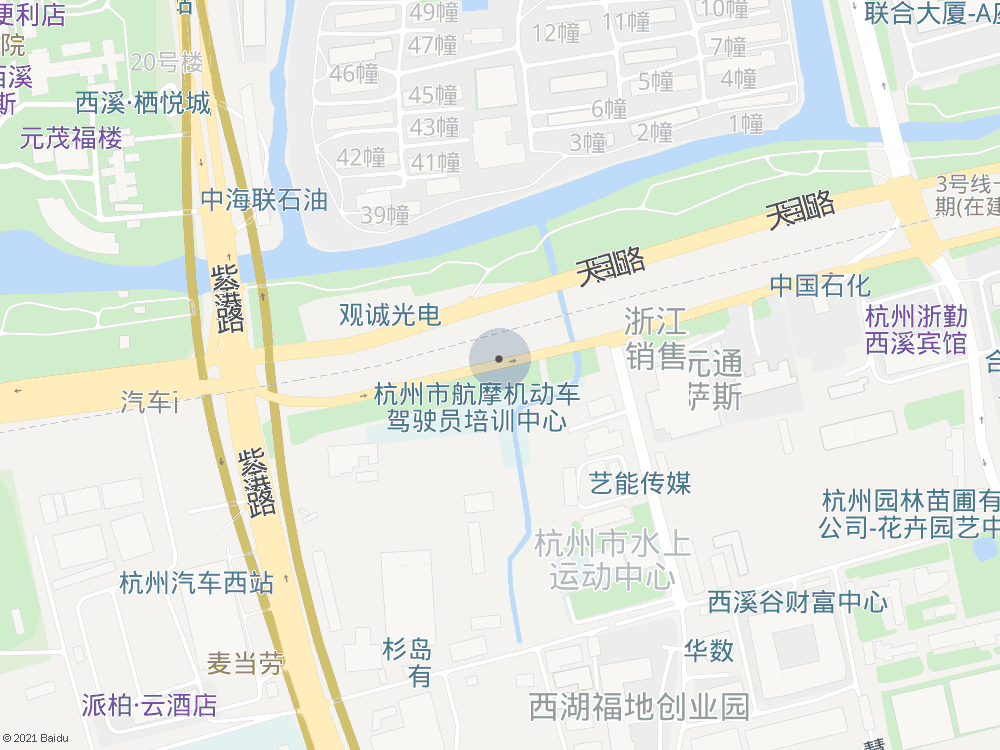 便利店
49幢
11幢
10幢
联合大厦-A座
院
47幢
12幢
7幢
20号楼
46幢
5幢
4幢
西溪·栖悦城
45幢
6幢
元茂福楼
43幢
3幢
2幢
1幢
42幢
41幢
中海联石油
39幢
3号线一
期(在建
天目山路
天目山路
紫港路
中国石化
观诚光电
浙江
销售
杭州浙勤
西溪宾馆
元通
萨斯
汽车
杭州市航摩机动车
驾驶员培训中心
紫港路
艺能传媒
杭州园林苗圃有
公司-花卉园艺中
杭州市水上
运动中心
杭州汽车西站
西溪谷财富中心
杉岛
有
华数
麦当劳
派柏·云酒店
西湖福地创业园
© 2021 Baidu